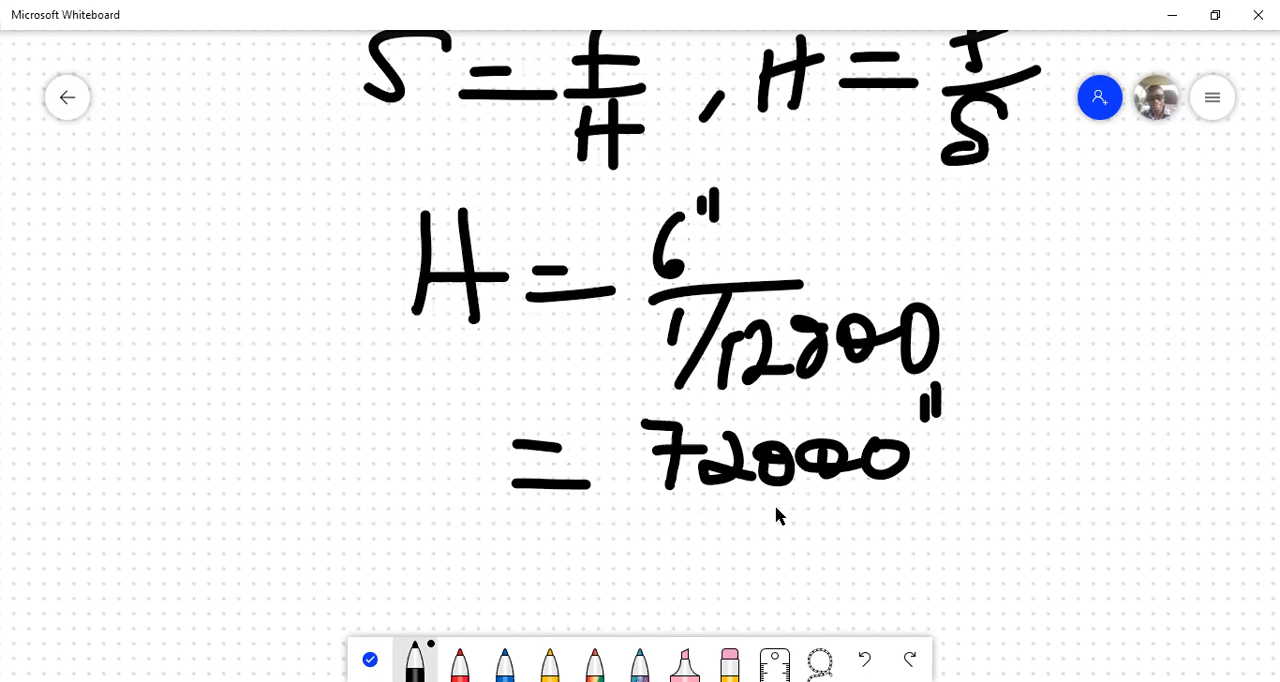 Microsoft Whiteboard
S = f/H , H = f/S
H = 6"
1/12000
= 72000"